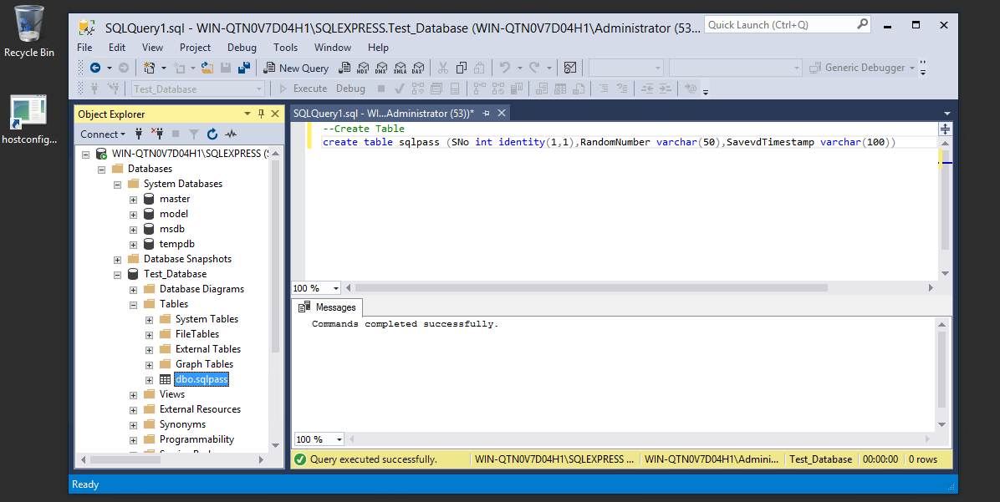 Recycle Bin
hostconfig...
SQLQuery1.sql - WIN-QTN0V7D04H1\SQLEXPRESS.Test_Database (WIN-QTN0V7D04H1\Administrator (53...
Quick Launch (Ctrl+Q)
File Edit View Project Debug Tools Window Help
New Query MDX DMX XMLA DAX Generic Debugger
Test_Database Execute Debug
Object Explorer
Connect
WIN-QTN0V7D04H1\SQLEXPRESS (S
Databases
System Databases
master
model
msdb
tempdb
Database Snapshots
Test_Database
Database Diagrams
Tables
System Tables
FileTables
External Tables
Graph Tables
dbo.sqlpass
Views
External Resources
Synonyms
Programmability
SQLQuery1.sql - WI...Administrator (53))*
--Create Table
create table sqlpass (SNo int identity(1,1),RandomNumber varchar(50),SavevdTimestamp varchar(100))
100 %
Messages
Commands completed successfully.
100 %
Query executed successfully. WIN-QTN0V7D04H1\SQLEXPRESS ... WIN-QTN0V7D04H1\Admini... Test_Database 00:00:00 0 rows
Ready